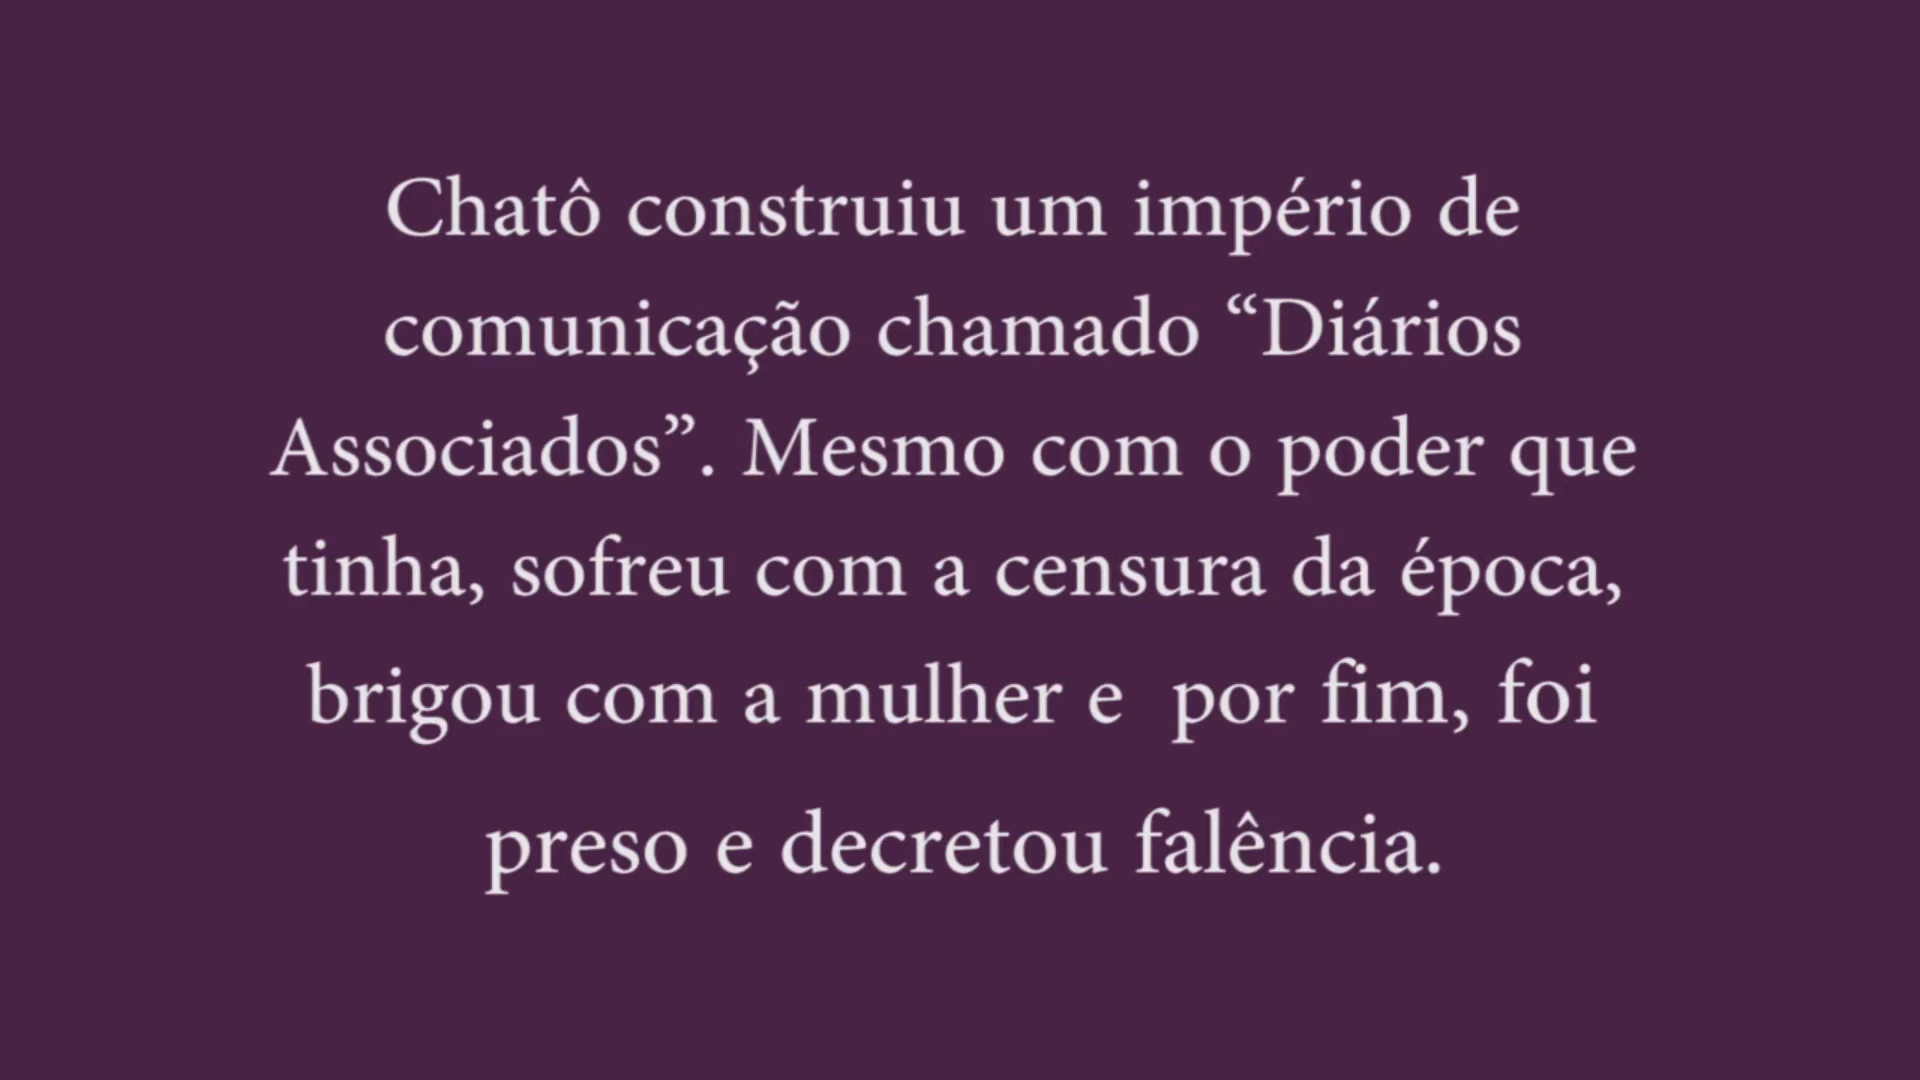 Chatô construiu um império de
comunicação chamado “Diários
Associados”. Mesmo com o poder que
tinha, sofreu com a censura da época,
brigou com a mulher e  por fim, foi
preso e decretou falência.